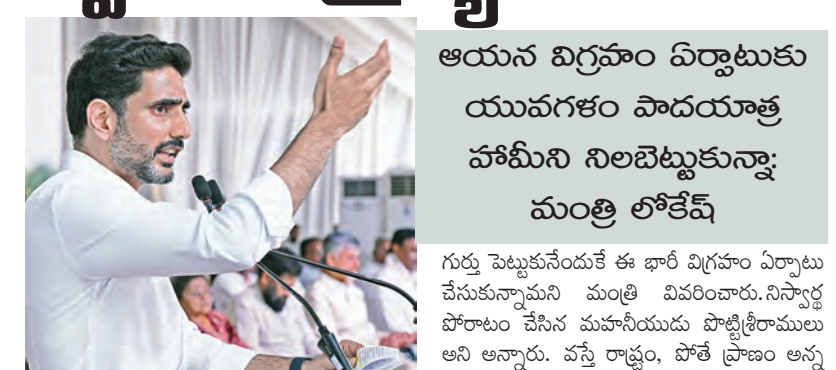 ఆయన విగ్రహం ఏర్పాటుకు
యువగళం పాదయాత్ర
హామీని నిలబెట్టుకున్నా:
మంత్రి లోకేష్
గుర్తు పెట్టుకునేందుకే ఈ భారీ విగ్రహం ఏర్పాటు
చేసుకున్నామని మంత్రి వివరించారు.నిస్వార్థ
పోరాటం చేసిన మహనీయుడు పొట్టిశ్రీరాములు
అని అన్నారు. వస్తే రాష్ట్రం, పోతే ప్రాణం అన్న